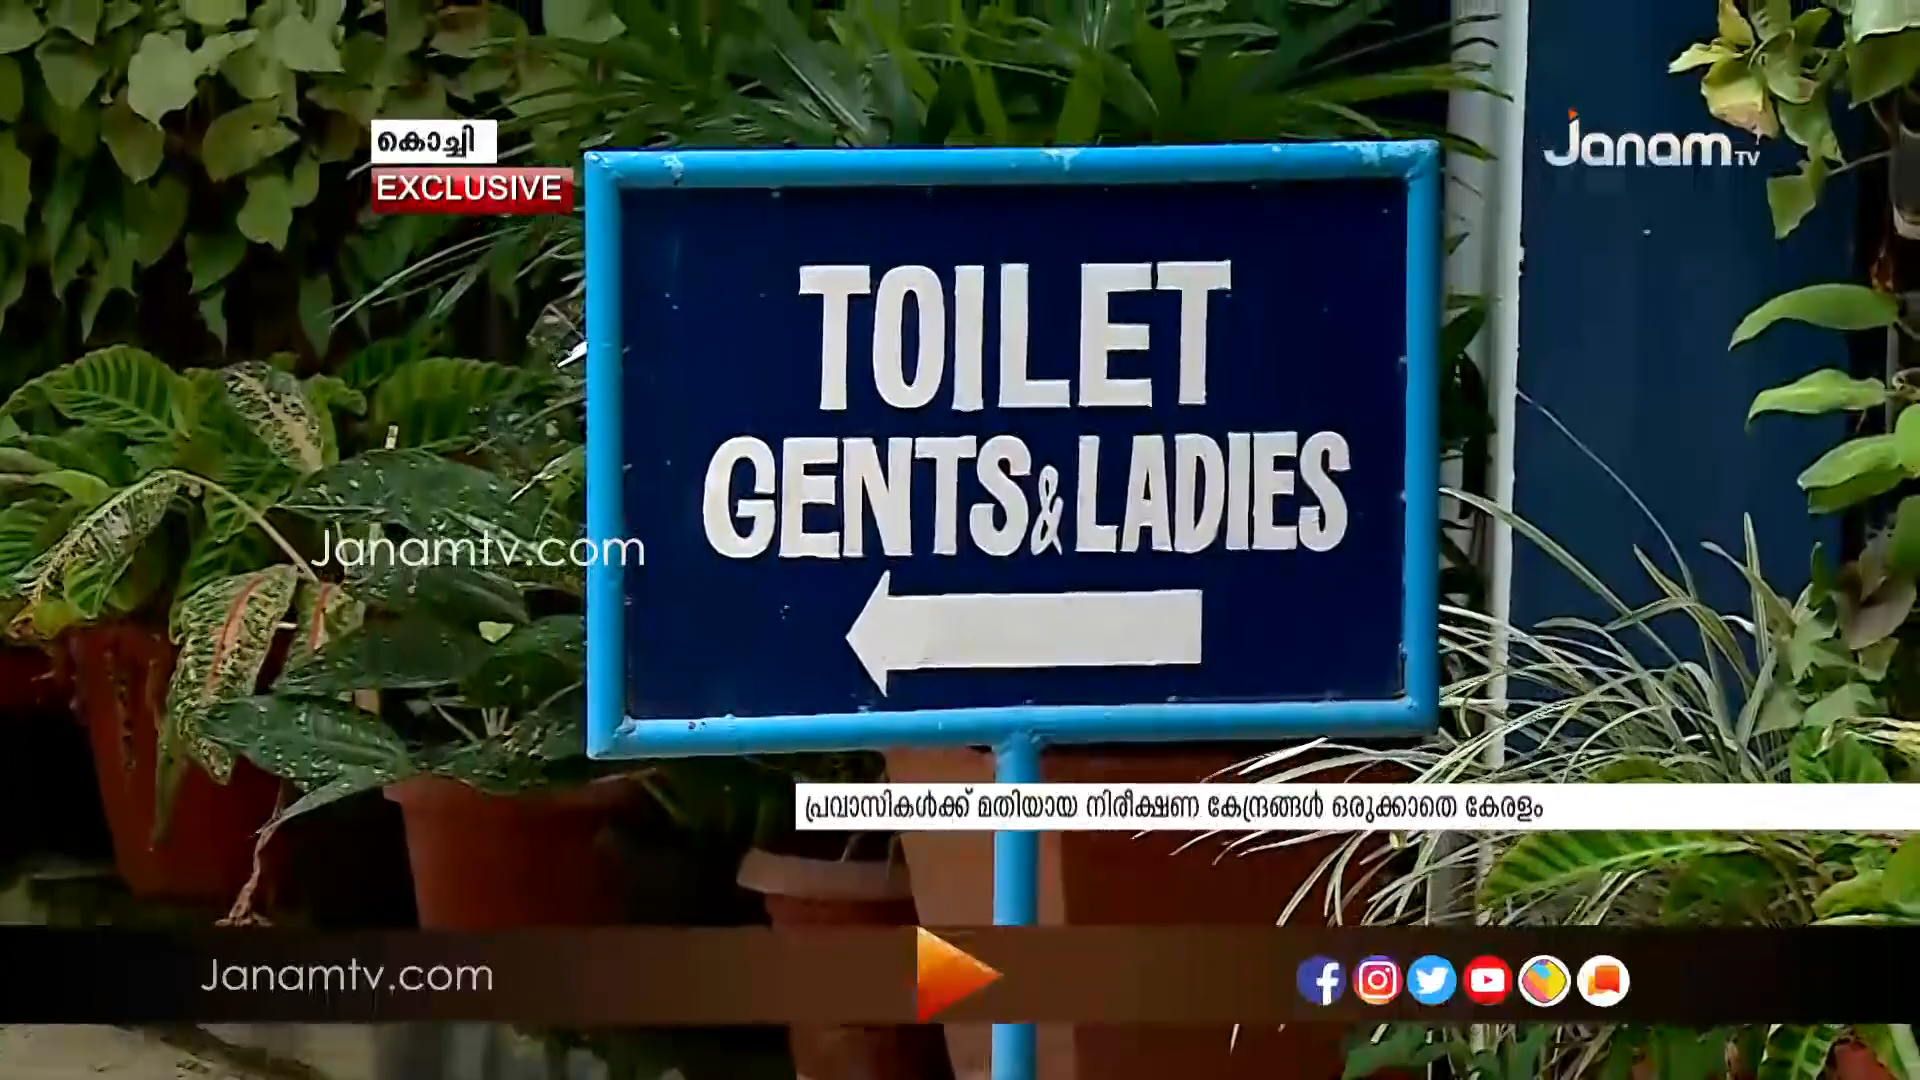 കൊച്ചി
EXCLUSIVE
Janam TV
TOILET
GENTS & LADIES
Janamtv.com
പ്രവാസികൾക്ക് മതിയായ നിരീക്ഷണ കേന്ദ്രങ്ങൾ ഒരുക്കാതെ കേരളം
Janamtv.com